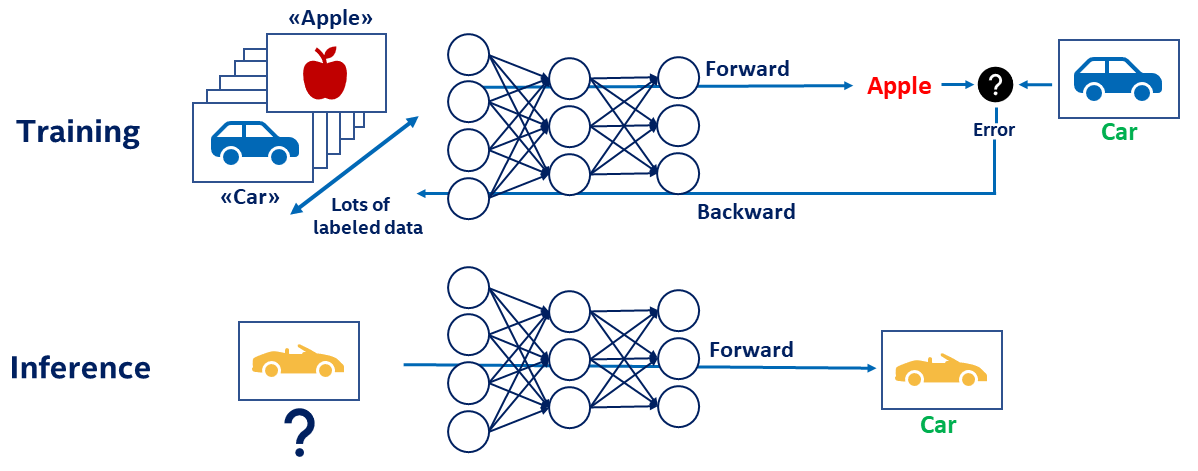 «Apple»
Training
«Car»
Lots of
labeled data
Forward
Apple
?
Car
Error
Backward
Inference
?
Forward
Car